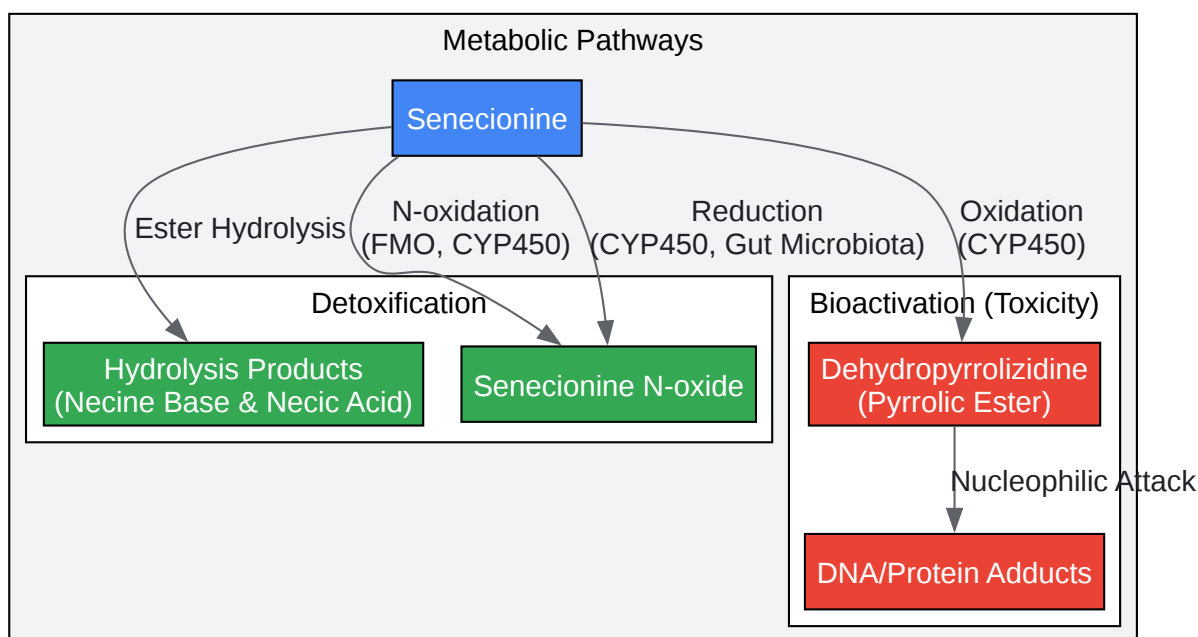 Metabolic Pathways
Senecionine
Ester Hydrolysis
N-oxidation
(FMO, CYP450)
Reduction
(CYP450, Gut Microbiota)
Oxidation
(CYP450)
Detoxification
Hydrolysis Products
(Necine Base & Necic Acid)
Senecionine N-oxide
Bioactivation (Toxicity)
Dehydropyrrolizidine
(Pyrrolic Ester)
Nucleophilic Attack
DNA/Protein Adducts